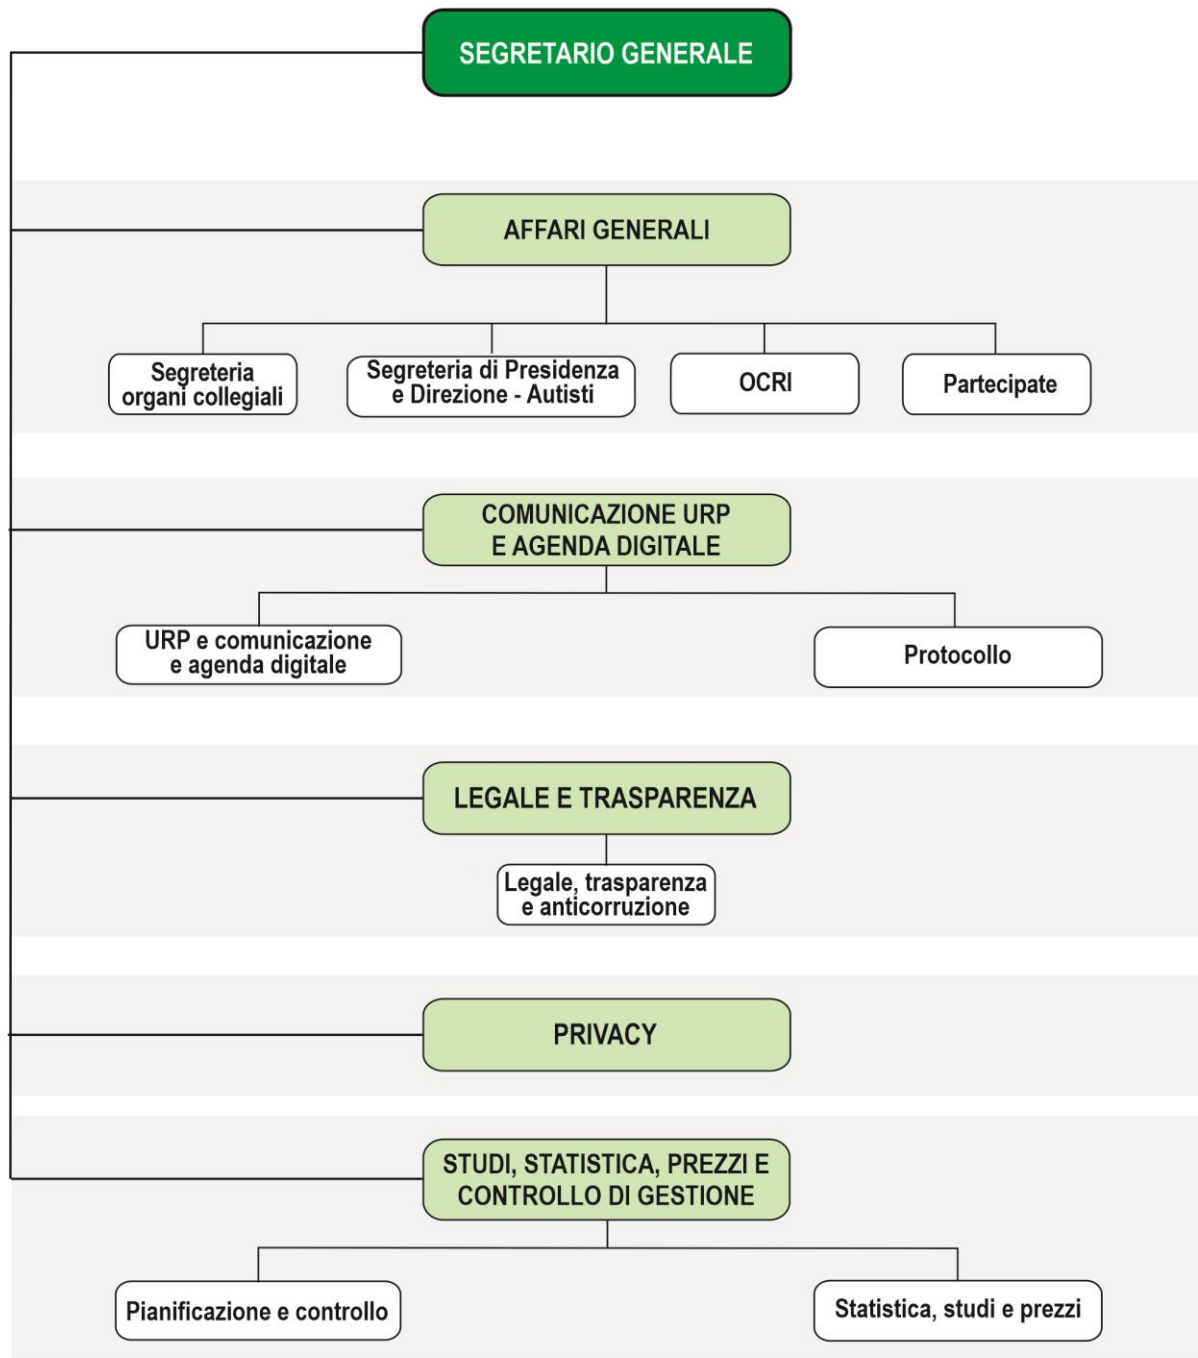 SEGRETARIO GENERALE
AFFARI GENERALI
Segreteria
organi collegiali
Segreteria di Presidenza
e Direzione - Autisti
OCRI
Partecipate
COMUNICAZIONE URP
E AGENDA DIGITALE
URP e comunicazione
e agenda digitale
Protocollo
LEGALE E TRASPARENZA
Legale, trasparenza
e anticorruzione
PRIVACY
STUDI, STATISTICA, PREZZI E
CONTROLLO DI GESTIONE
Pianificazione e controllo
Statistica, studi e prezzi